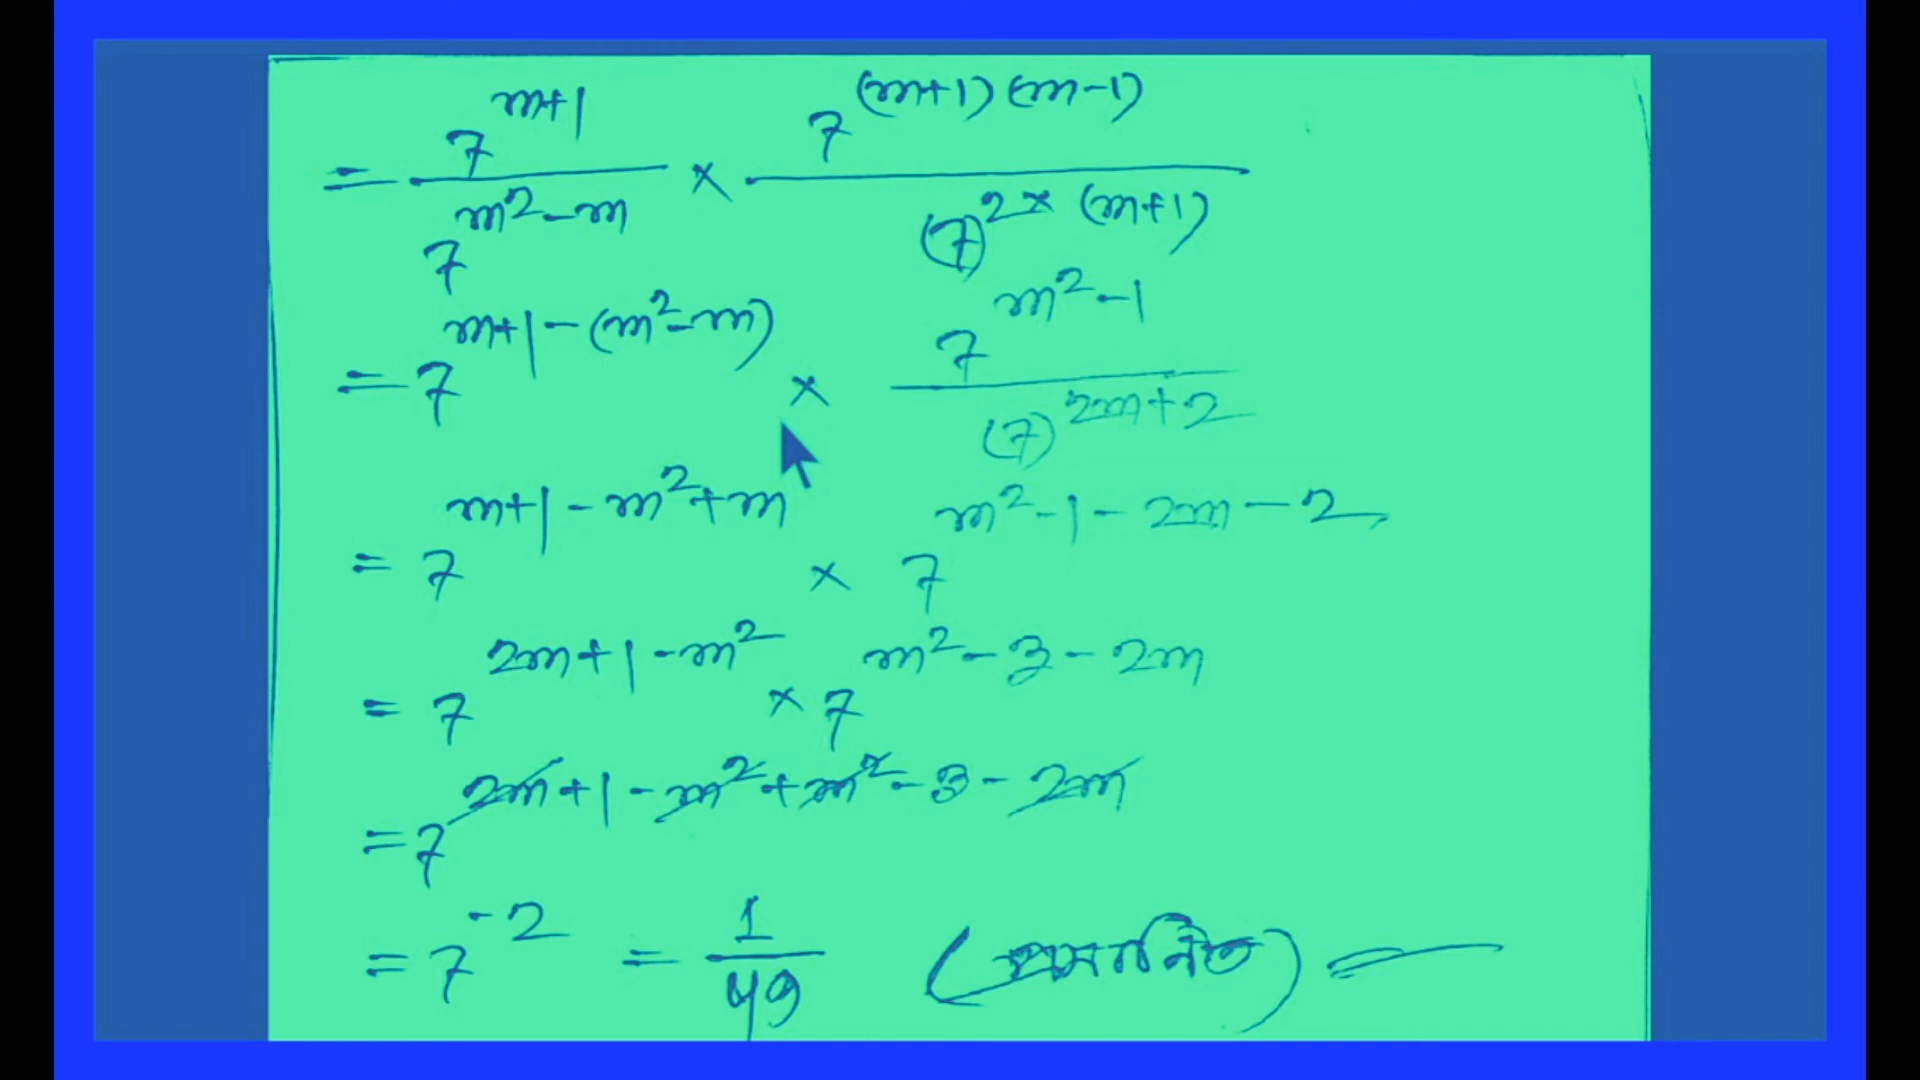 = 7^(m+1) / 7^(m²-m) × 7^((m+1)(m-1)) / (7)^(2×(m+1))
= 7^(m+1-(m²-m)) × 7^(m²-1) / (7)^(2m+2)
= 7^(m+1-m²+m) × 7^(m²-1-2m-2)
= 7^(2m+1-m²) × 7^(m²-3-2m)
= 7^(2m+1-m²+m²-3-2m)
= 7^(-2) = 1/49 (প্রমানিত)